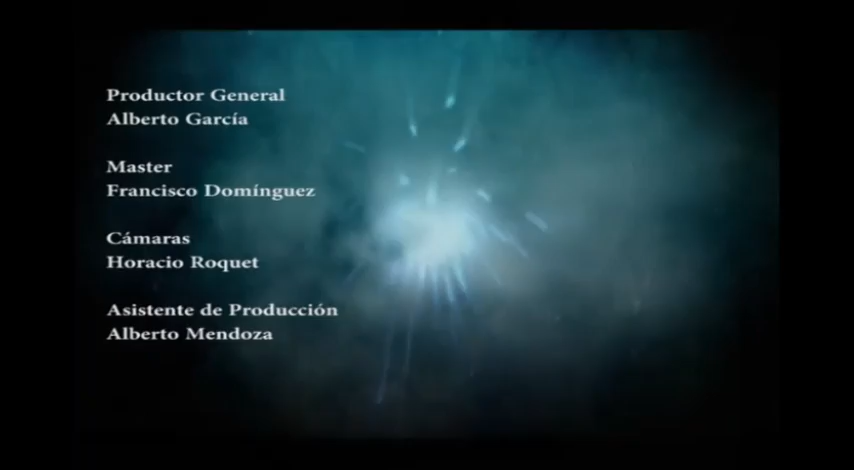 Productor General
Alberto García
Master
Francisco Domínguez
Cámaras
Horacio Roquet
Asistente de Producción
Alberto Mendoza